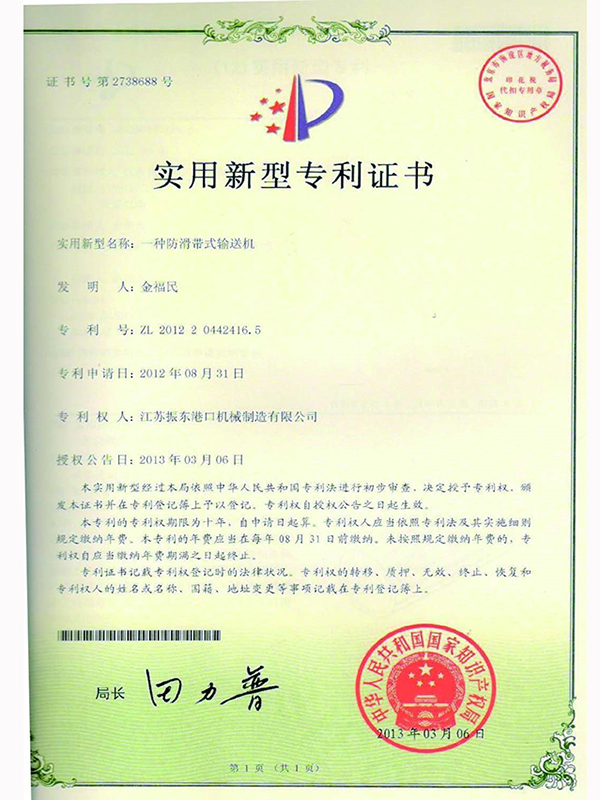 证书号第2738688号
印花税
代扣专用章
国家知识产权局
实用新型专利证书
实用新型名称：一种防滑带式输送机
发明人：金福民
专利号：ZL 2012 2 0442416.5
专利申请日：2012年08月31日
专利权人：江苏振东港口机械制造有限公司
授权公告日：2013年03月06日
本实用新型经过本局依照中华人民共和国专利法进行初步审查，决定授予专利权，颁
发本证书并在专利登记簿上予以登记。专利权自授权公告之日起生效。
本专利的专利权期限为十年，自申请日起算。专利权人应当依照专利法及其实施细则
规定缴纳年费。本专利的年费应当在每年08月31日前缴纳。未按照规定缴纳年费的，专
利权自应当缴纳年费期满之日起终止。
专利证书记载专利权登记时的法律状况。专利权的转移、质押、无效、终止、恢复和
专利权人的姓名或名称、国籍、地址变更等事项记载在专利登记簿上。
局长 田力普
中华人民共和国国家知识产权局
2013年03月06日
第1页（共1页）